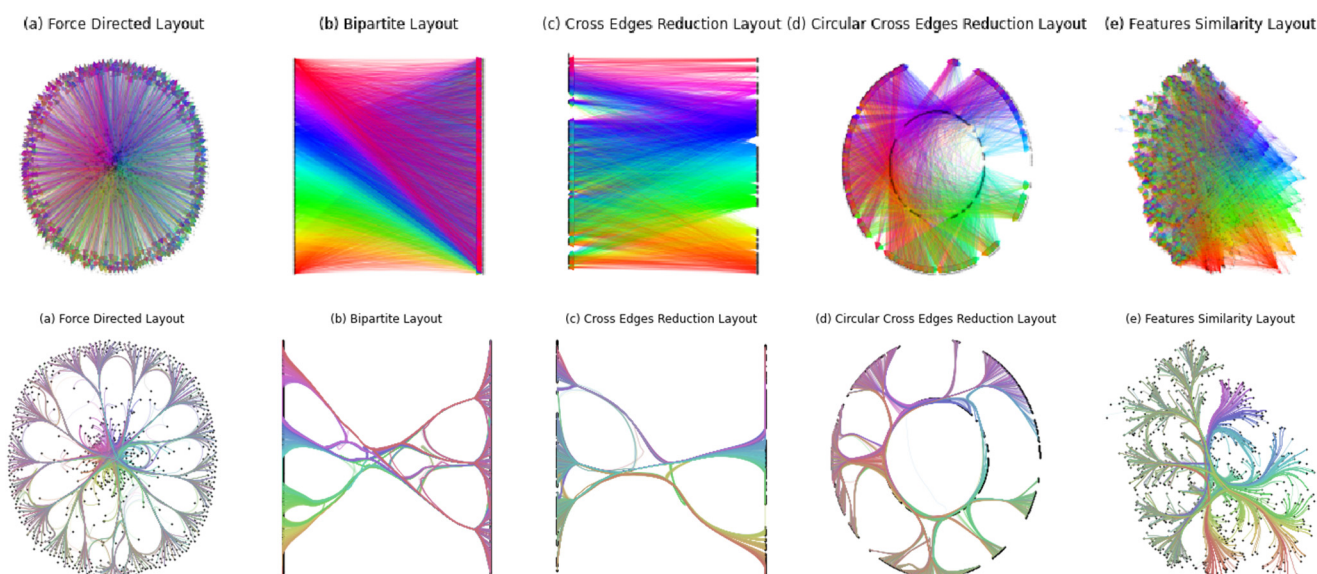 (a) Force Directed Layout
(b) Bipartite Layout
(c) Cross Edges Reduction Layout
(d) Circular Cross Edges Reduction Layout
(e) Features Similarity Layout
(a) Force Directed Layout
(b) Bipartite Layout
(c) Cross Edges Reduction Layout
(d) Circular Cross Edges Reduction Layout
(e) Features Similarity Layout